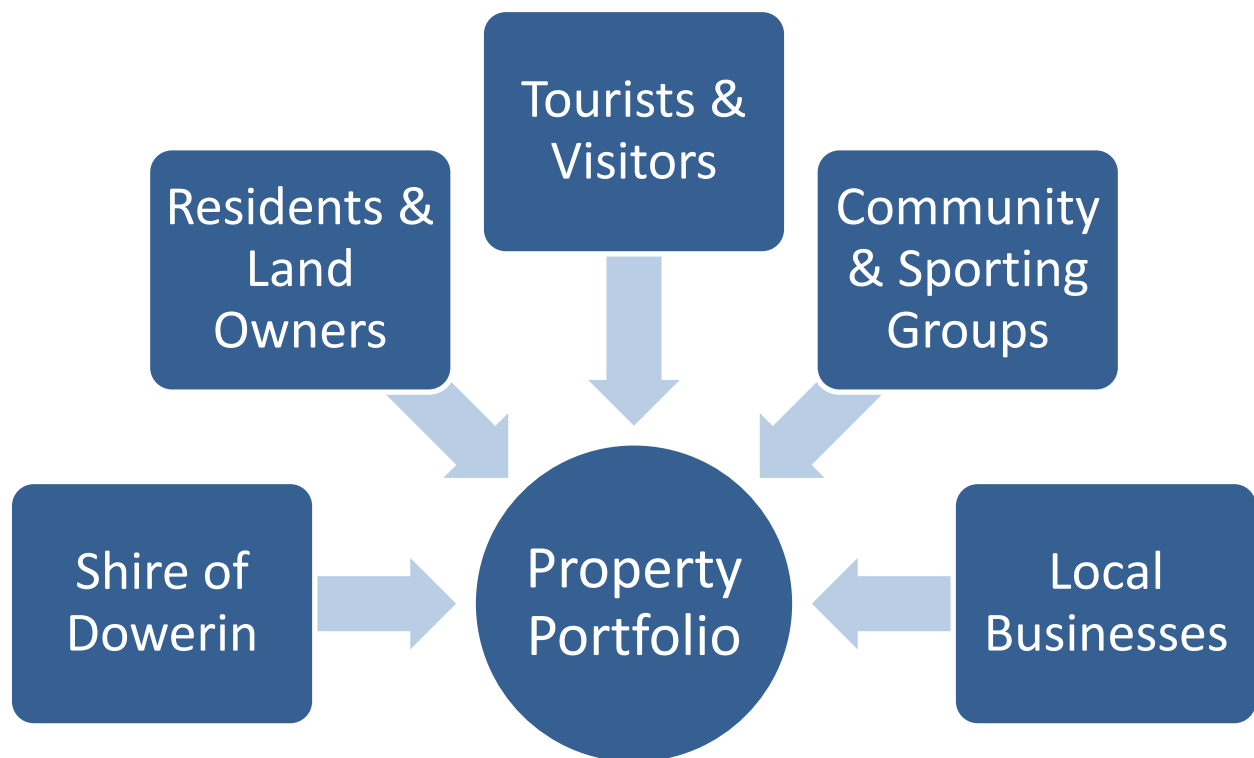 Tourists &
Visitors
Residents &
Land
Owners
Community
& Sporting
Groups
Shire of
Dowerin
Property
Portfolio
Local
Businesses